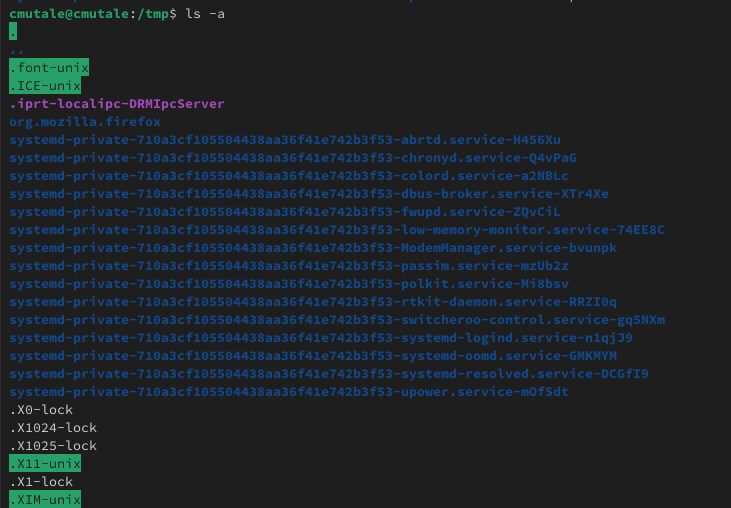 cmutale@cmutale:/tmp$ ls -a
.
..
.font-unix
.ICE-unix
.iprt-localipc-DRMIpcServer
org.mozilla.firefox
systemd-private-710a3cf105504438aa36f41e742b3f53-abrtd.service-H456Xu
systemd-private-710a3cf105504438aa36f41e742b3f53-chronyd.service-Q4vPaG
systemd-private-710a3cf105504438aa36f41e742b3f53-colord.service-a2NBLc
systemd-private-710a3cf105504438aa36f41e742b3f53-dbus-broker.service-XTr4Xe
systemd-private-710a3cf105504438aa36f41e742b3f53-fwupd.service-ZQvCiL
systemd-private-710a3cf105504438aa36f41e742b3f53-low-memory-monitor.service-74EE8C
systemd-private-710a3cf105504438aa36f41e742b3f53-ModemManager.service-bvunpk
systemd-private-710a3cf105504438aa36f41e742b3f53-passim.service-mzUb2z
systemd-private-710a3cf105504438aa36f41e742b3f53-polkit.service-Mi8bsv
systemd-private-710a3cf105504438aa36f41e742b3f53-rtkit-daemon.service-RRZI0q
systemd-private-710a3cf105504438aa36f41e742b3f53-switcheroo-control.service-gq5NXm
systemd-private-710a3cf105504438aa36f41e742b3f53-systemd-logind.service-n1qjJ9
systemd-private-710a3cf105504438aa36f41e742b3f53-systemd-oomd.service-GMKMYM
systemd-private-710a3cf105504438aa36f41e742b3f53-systemd-resolved.service-DCGfI9
systemd-private-710a3cf105504438aa36f41e742b3f53-upower.service-mOfSdt
.X0-lock
.X1024-lock
.X1025-lock
.X11-unix
.X1-lock
.XIM-unix